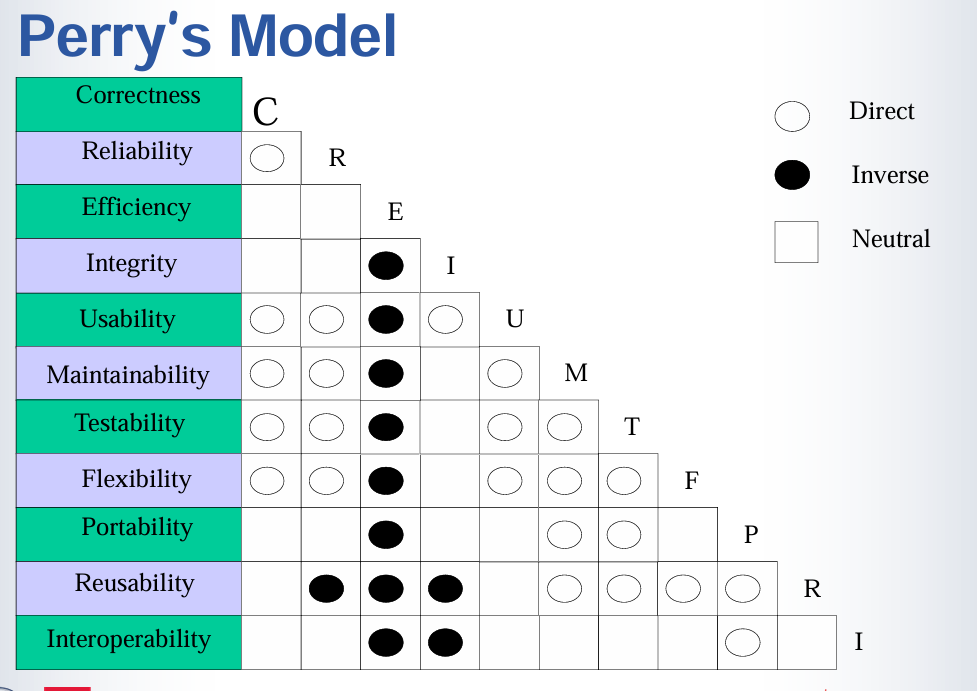 Perry's Model
Correctness
C
Direct
Reliability
R
Inverse
Efficiency
E
Neutral
Integrity
I
Usability
U
Maintainability
M
Testability
T
Flexibility
F
Portability
P
Reusability
R
Interoperability
I